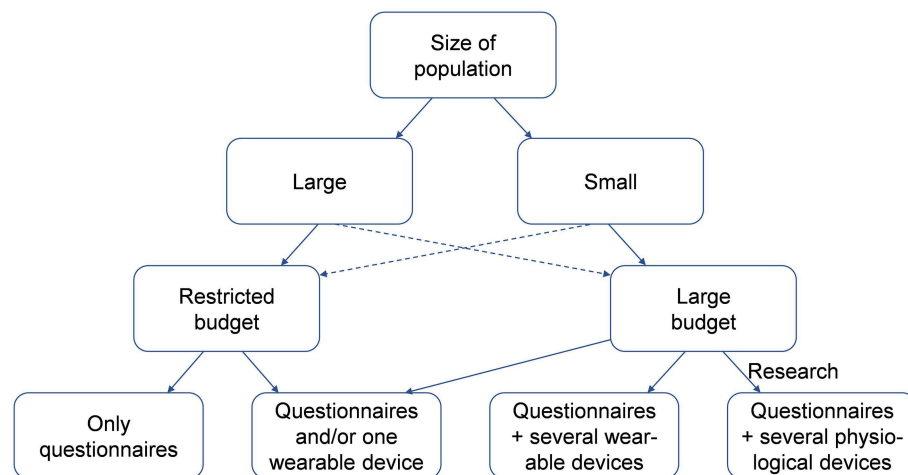 Size of
population
Large
Small
Restricted
budget
Large
budget
Research
Only
questionnaires
Questionnaires
and/or one
wearable device
Questionnaires
+ several wear-
able devices
Questionnaires
+ several physio-
logical devices